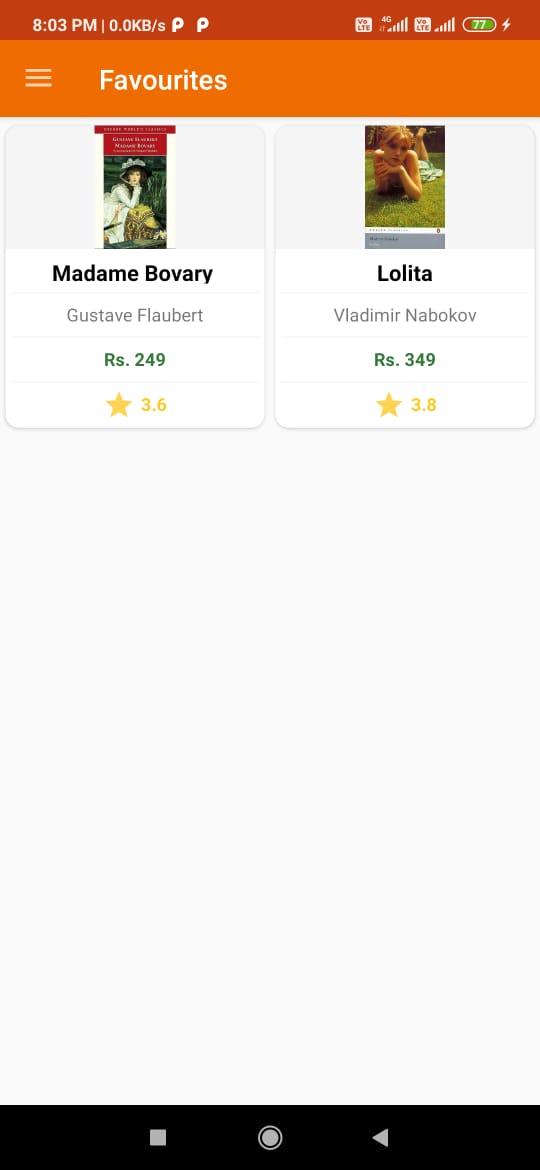 8:03 PM | 0.0KB/s
Vo LTE 4G Vo LTE 77
Favourites
OXFORD WORLD'S CLASSICS
GUSTAVE FLAUBERT
MADAME BOVARY
Madame Bovary
Gustave Flaubert
Rs. 249
3.6
Lolita
Vladimir Nabokov
Rs. 349
3.8